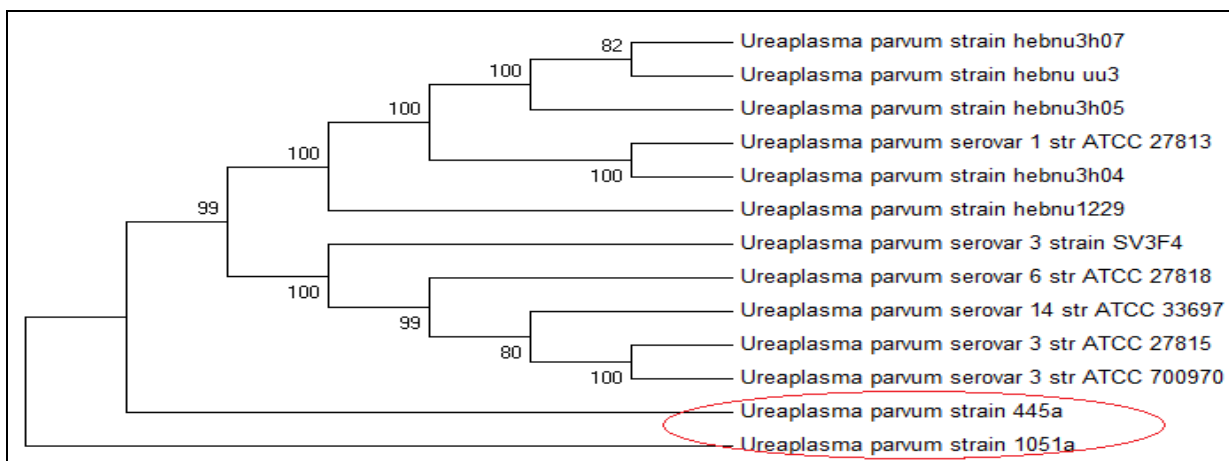 82
Ureaplasma parvum strain hebnu3h07
100
Ureaplasma parvum strain hebnu uu3
100
Ureaplasma parvum strain hebnu3h05
100
Ureaplasma parvum serovar 1 str ATCC 27813
100
Ureaplasma parvum strain hebnu3h04
99
Ureaplasma parvum strain hebnu1229
Ureaplasma parvum serovar 3 strain SV3F4
100
Ureaplasma parvum serovar 6 str ATCC 27818
99
Ureaplasma parvum serovar 14 str ATCC 33697
80
Ureaplasma parvum serovar 3 str ATCC 27815
100
Ureaplasma parvum serovar 3 str ATCC 700970
Ureaplasma parvum strain 445a
Ureaplasma parvum strain 1051a